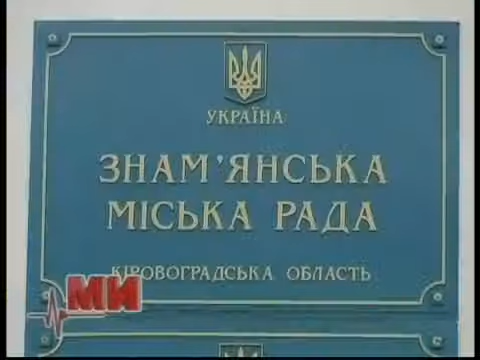 УКРАЇНА
ЗНАМ'ЯНСЬКА
МІСЬКА РАДА
КІРОВОГРАДСЬКА ОБЛАСТЬ
МИ